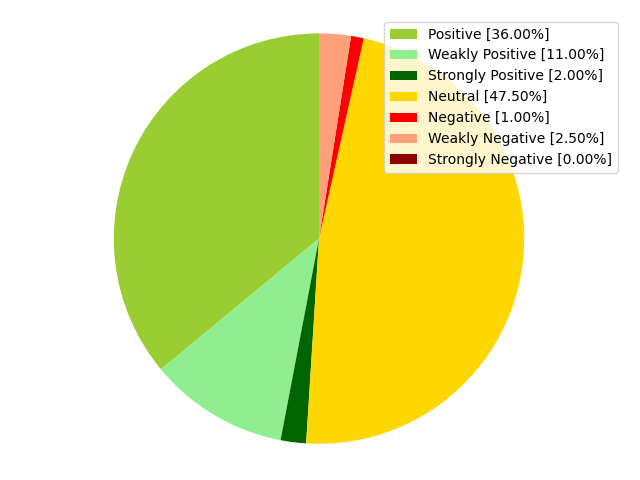 Positive [36.00%]
Weakly Positive [11.00%]
Strongly Positive [2.00%]
Neutral [47.50%]
Negative [1.00%]
Weakly Negative [2.50%]
Strongly Negative [0.00%]